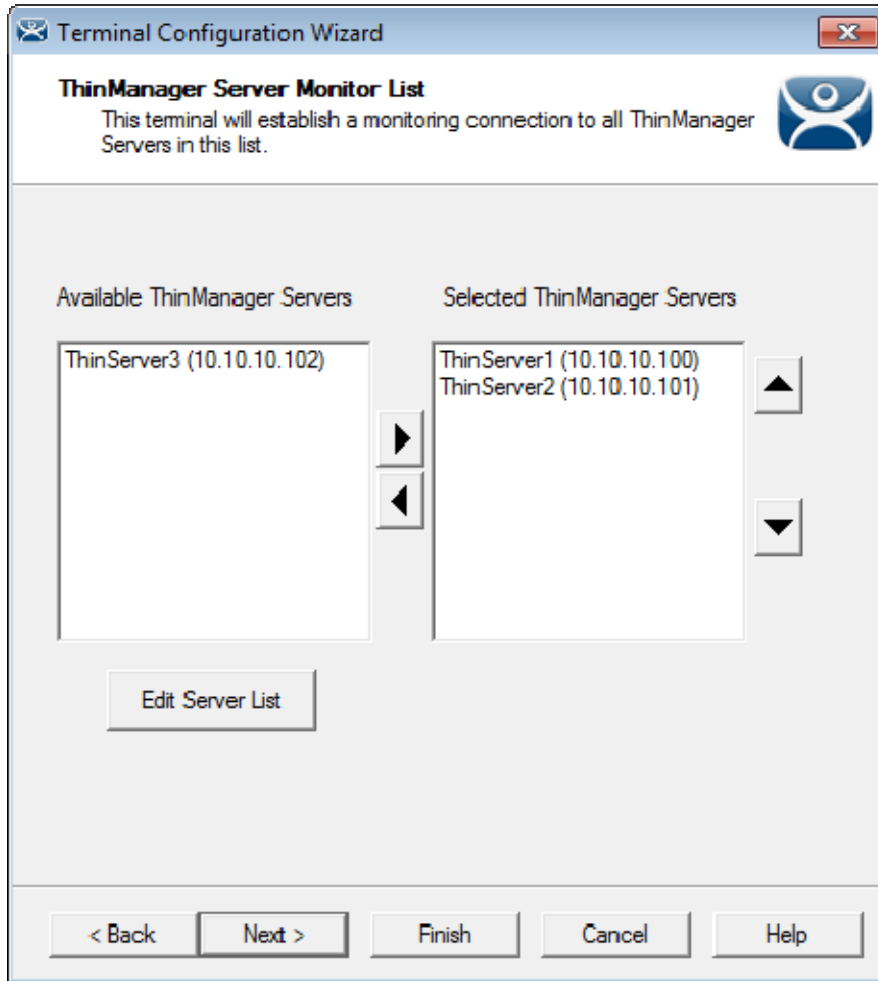 Terminal Configuration Wizard
ThinManager Server Monitor List
This terminal will establish a monitoring connection to all ThinManager
Servers in this list.
Available ThinManager Servers
Selected ThinManager Servers
ThinServer3 (10.10.10.102)
ThinServer1 (10.10.10.100)
ThinServer2 (10.10.10.101)
Edit Server List
< Back
Next >
Finish
Cancel
Help